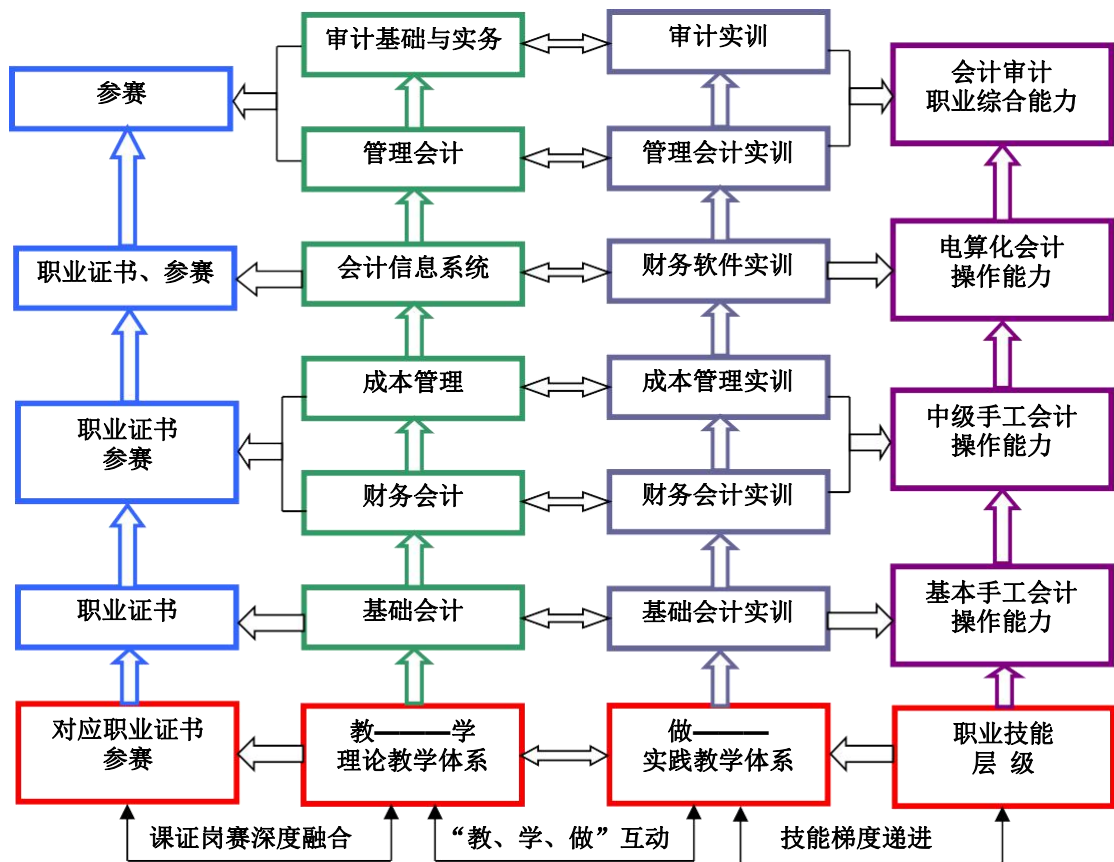 审计基础与实务
审计实训
参赛
会计审计
职业综合能力
管理会计
管理会计实训
职业证书、参赛
会计信息系统
财务软件实训
电算化会计
操作能力
成本管理
成本管理实训
职业证书
参赛
中级手工会计
操作能力
财务会计
财务会计实训
职业证书
基础会计
基础会计实训
基本手工会计
操作能力
对应职业证书
参赛
教———学
理论教学体系
做———
实践教学体系
职业技能
层 级
课证岗赛深度融合
“教、学、做”互动
技能梯度递进